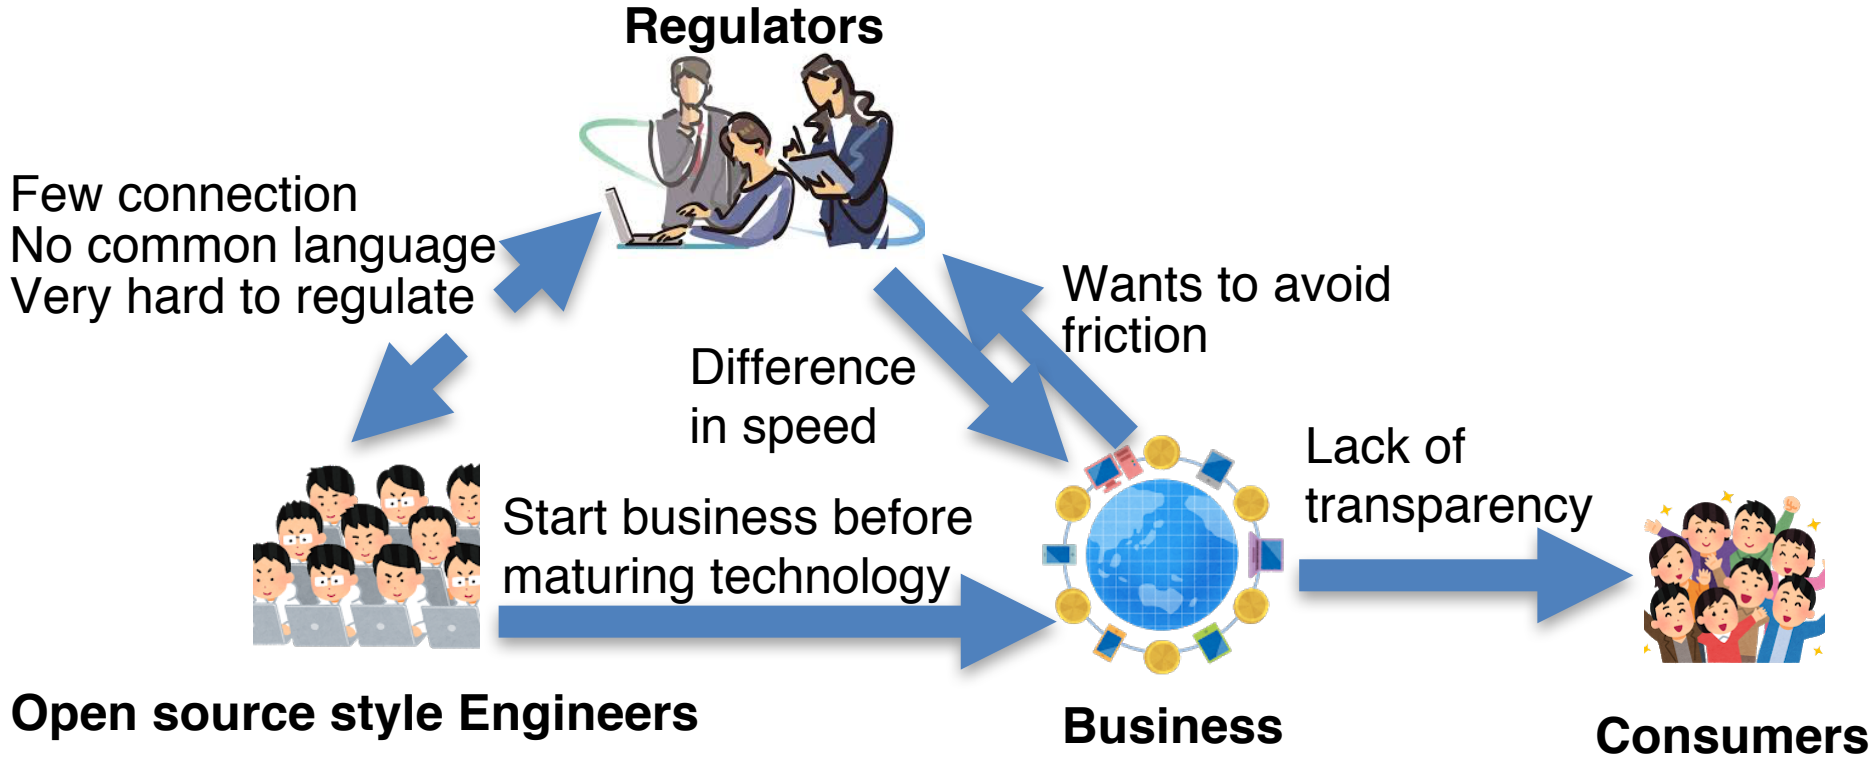 Regulators
Few connection
No common language
Very hard to regulate
Wants to avoid
friction
Difference
in speed
Lack of
transparency
Start business before
maturing technology
Open source style Engineers
Business
Consumers